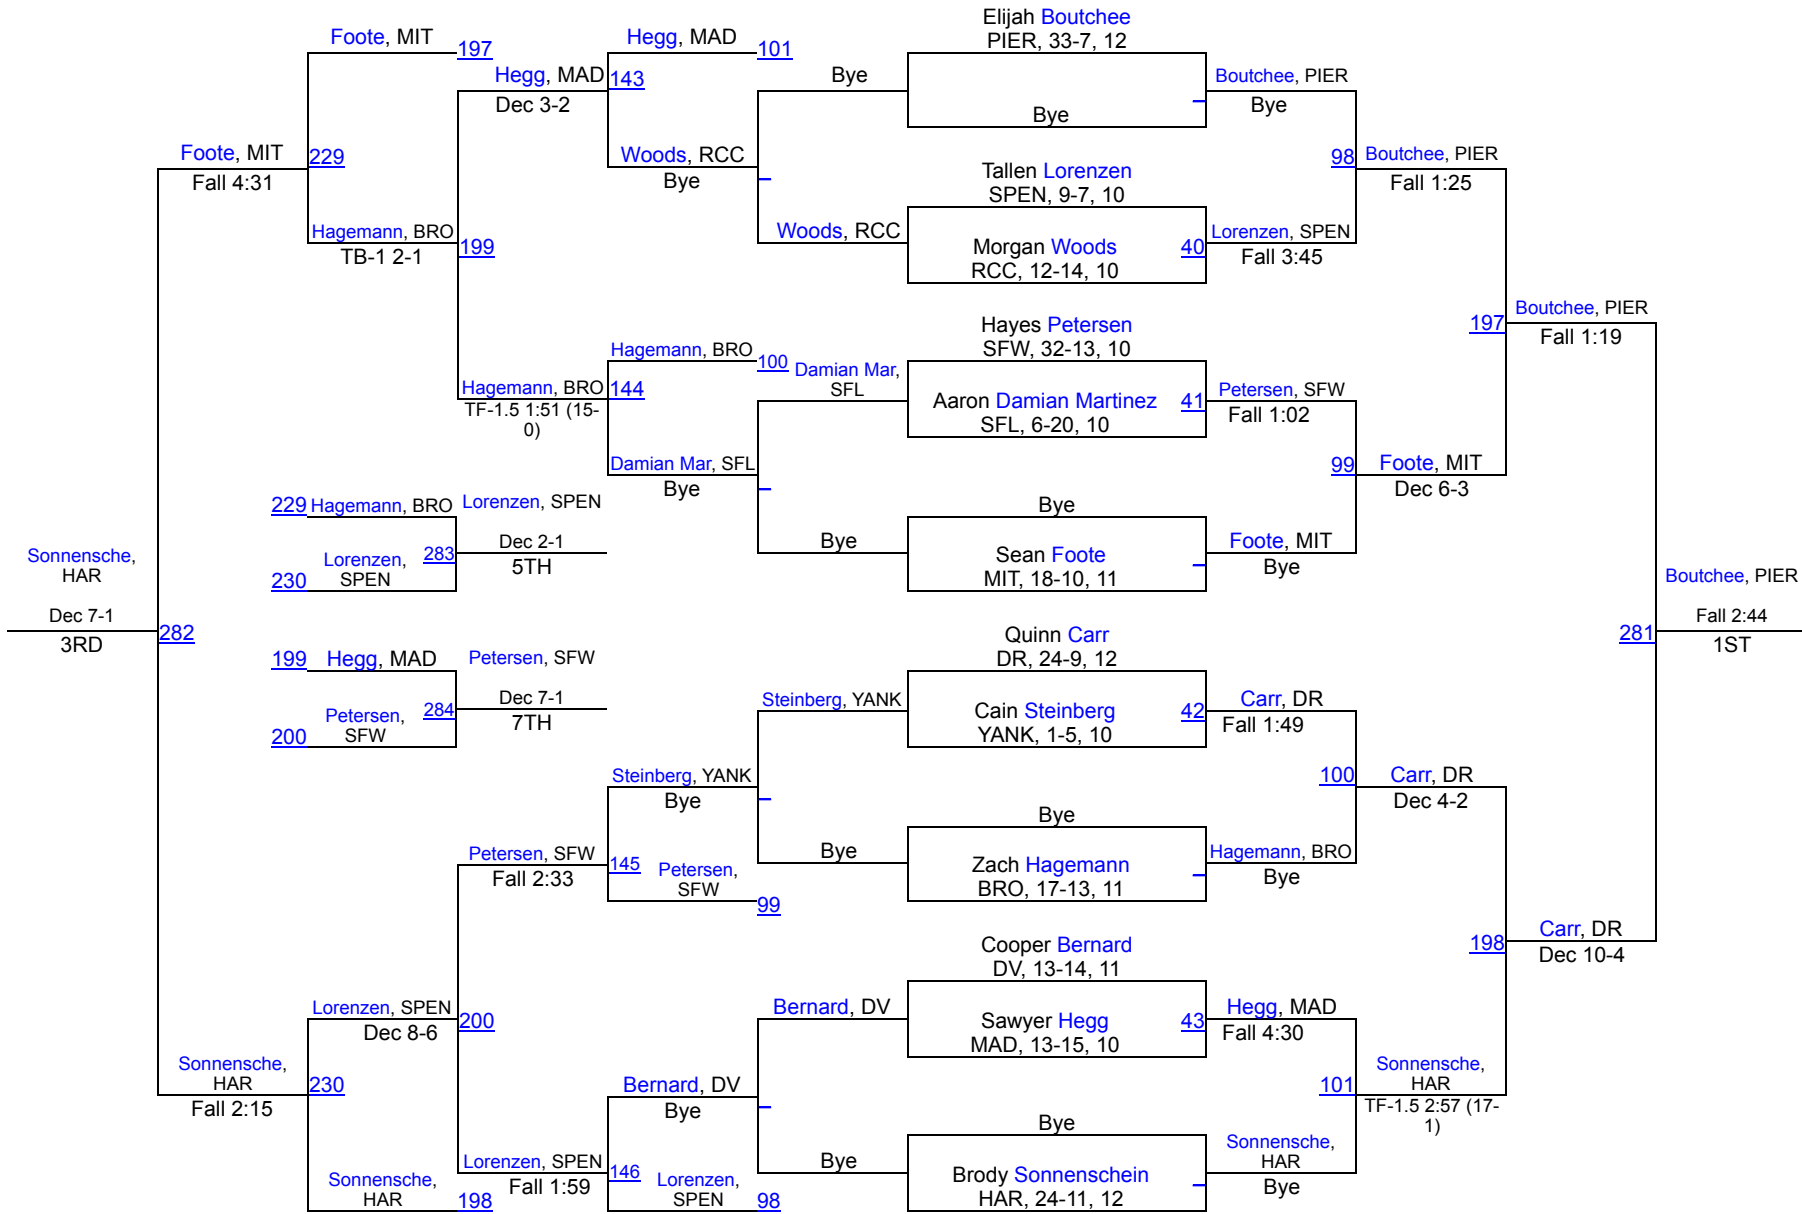 Elijah Boutchee
PIER, 33-7, 12
Foote, MIT
197
Hegg, MAD
101
Hegg, MAD
143
Dec 3-2
Bye
Bye
Boutchee, PIER
Bye
Foote, MIT
229
Fall 4:31
Woods, RCC
Bye
Tallen Lorenzen
SPEN, 9-7, 10
98
Boutchee, PIER
Fall 1:25
Hagemann, BRO
199
TB-1 2-1
Woods, RCC
Morgan Woods
RCC, 12-14, 10
40
Lorenzen, SPEN
Fall 3:45
Hayes Petersen
SFW, 32-13, 10
197
Boutchee, PIER
Fall 1:19
Hagemann, BRO
100
Damian Mar,
SFL
Hagemann, BRO
144
TF-1.5 1:51 (15-
0)
Aaron Damian Martinez
SFL, 6-20, 10
41
Petersen, SFW
Fall 1:02
Damian Mar, SFL
Bye
99
Foote, MIT
Dec 6-3
229
Hagemann, BRO
Lorenzen, SPEN
Bye
Lorenzen,
SPEN
283
Dec 2-1
5TH
230
Bye
Sean Foote
MIT, 18-10, 11
Foote, MIT
Bye
Sonnensche,
HAR
Dec 7-1
3RD
282
Boutchee, PIER
Fall 2:44
1ST
281
Quinn Carr
DR, 24-9, 12
199
Hegg, MAD
Petersen, SFW
Petersen,
SFW
284
Dec 7-1
7TH
200
Steinberg, YANK
Cain Steinberg
YANK, 1-5, 10
42
Carr, DR
Fall 1:49
Steinberg, YANK
Bye
100
Carr, DR
Dec 4-2
Bye
Petersen, SFW
Fall 2:33
145
Petersen,
SFW
99
Bye
Zach Hagemann
BRO, 17-13, 11
Hagemann, BRO
Bye
Cooper Bernard
DV, 13-14, 11
198
Carr, DR
Dec 10-4
Lorenzen, SPEN
200
Dec 8-6
Bernard, DV
Sawyer Hegg
MAD, 13-15, 10
43
Hegg, MAD
Fall 4:30
Sonnensche,
HAR
230
Fall 2:15
Bernard, DV
Bye
101
Sonnensche,
HAR
TF-1.5 2:57 (17-
1)
Bye
Lorenzen, SPEN
146
Fall 1:59
Sonnensche,
HAR
198
Lorenzen,
SPEN
98
Bye
Brody Sonnenschein
HAR, 24-11, 12
Sonnensche,
HAR
Bye